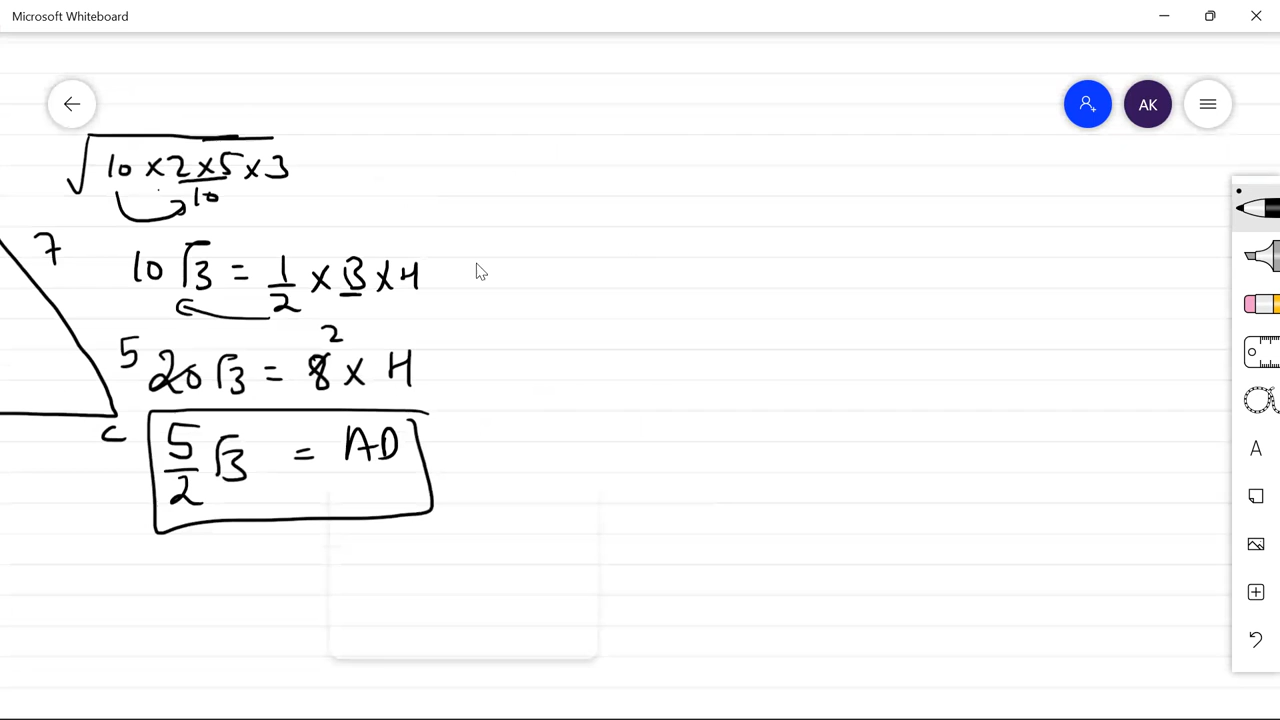 Microsoft Whiteboard
AK
√10×2×5×3
10
7
10√3 = 1/2 × B × H
5 2
20√3 = 8 × H
C
5/2 √3 = AD
A